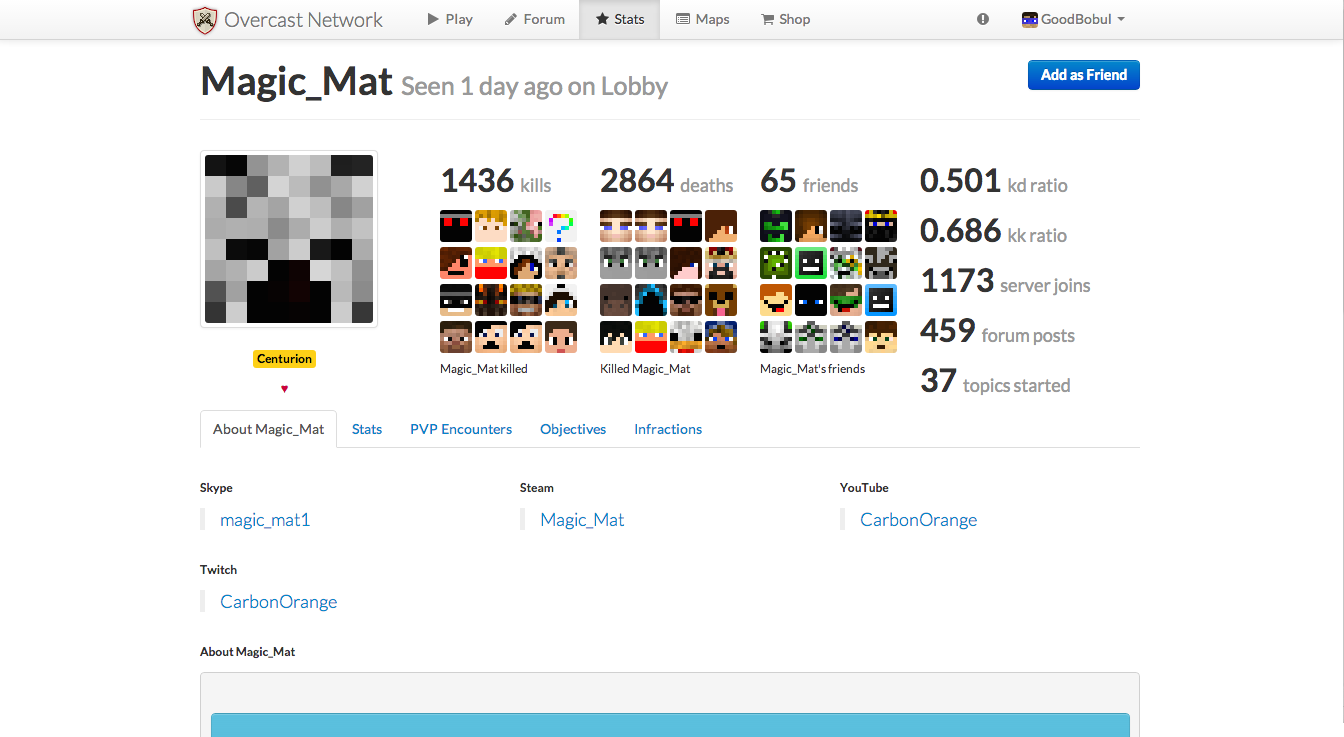 Overcast Network Play Forum Stats Maps Shop GoodBobul
Magic_Mat Seen 1 day ago on Lobby
Add as Friend
1436 kills
2864 deaths
65 friends
0.501 kd ratio
0.686 kk ratio
1173 server joins
459 forum posts
37 topics started
Magic_Mat killed
Killed Magic_Mat
Magic_Mat's friends
Centurion
About Magic_Mat Stats PVP Encounters Objectives Infractions
Skype
magic_mat1
Steam
Magic_Mat
YouTube
CarbonOrange
Twitch
CarbonOrange
About Magic_Mat